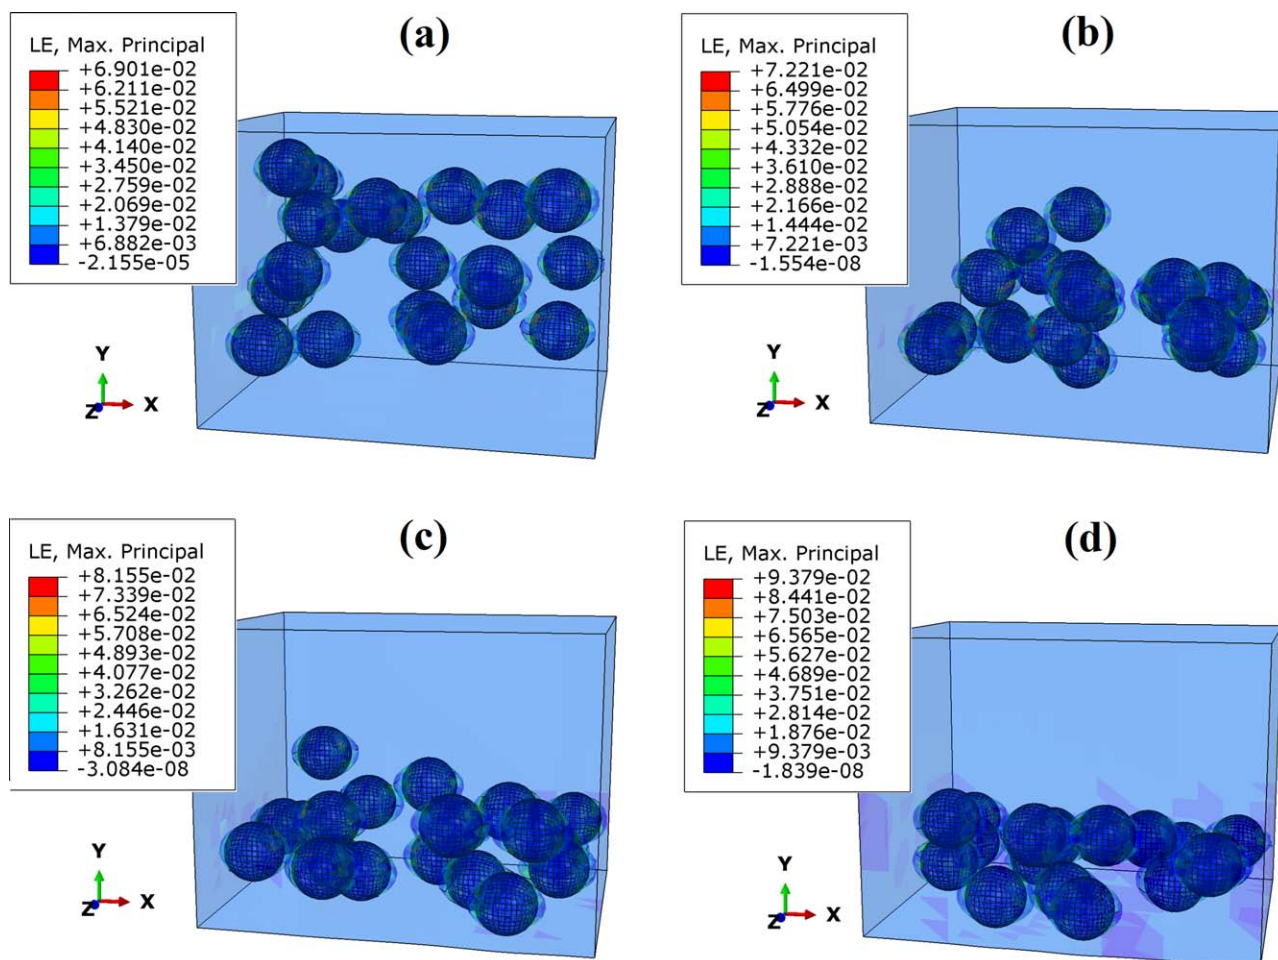 (a)
LE, Max. Principal
+6.901e-02
+6.211e-02
+5.521e-02
+4.830e-02
+4.140e-02
+3.450e-02
+2.759e-02
+2.069e-02
+1.379e-02
+6.882e-03
-2.155e-05
Y
Z X
(b)
LE, Max. Principal
+7.221e-02
+6.499e-02
+5.776e-02
+5.054e-02
+4.332e-02
+3.610e-02
+2.888e-02
+2.166e-02
+1.444e-02
+7.221e-03
-1.554e-08
Y
Z X
(c)
LE, Max. Principal
+8.155e-02
+7.339e-02
+6.524e-02
+5.708e-02
+4.893e-02
+4.077e-02
+3.262e-02
+2.446e-02
+1.631e-02
+8.155e-03
-3.084e-08
Y
Z X
(d)
LE, Max. Principal
+9.379e-02
+8.441e-02
+7.503e-02
+6.565e-02
+5.627e-02
+4.689e-02
+3.751e-02
+2.814e-02
+1.876e-02
+9.379e-03
-1.839e-08
Y
Z X